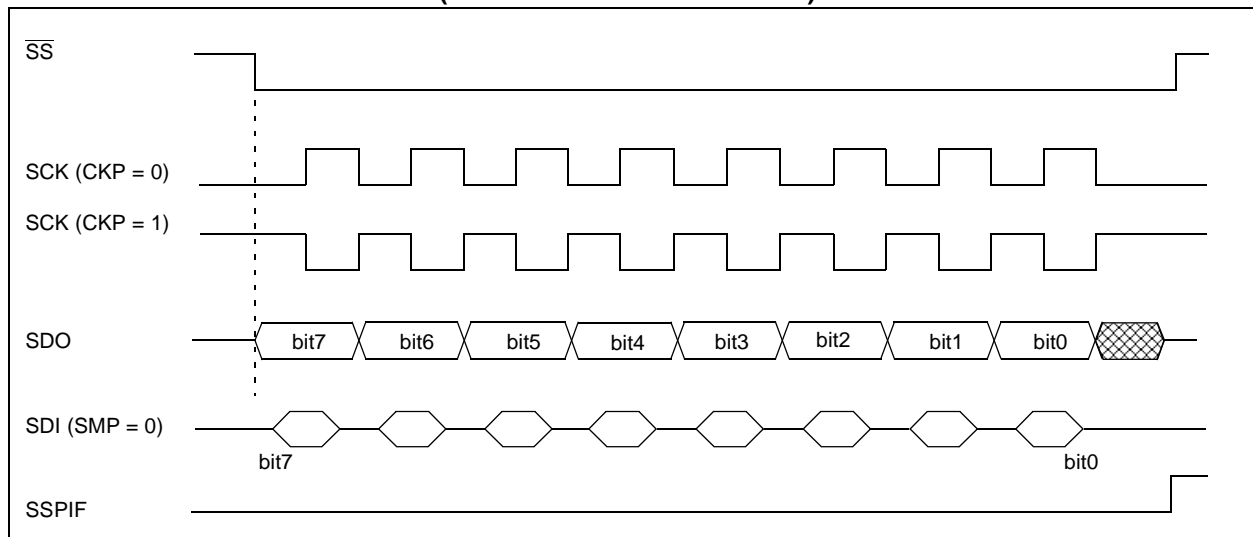 SS
SCK (CKP = 0)
SCK (CKP = 1)
SDO bit7 bit6 bit5 bit4 bit3 bit2 bit1 bit0
SDI (SMP = 0)
bit7 bit0
SSPIF